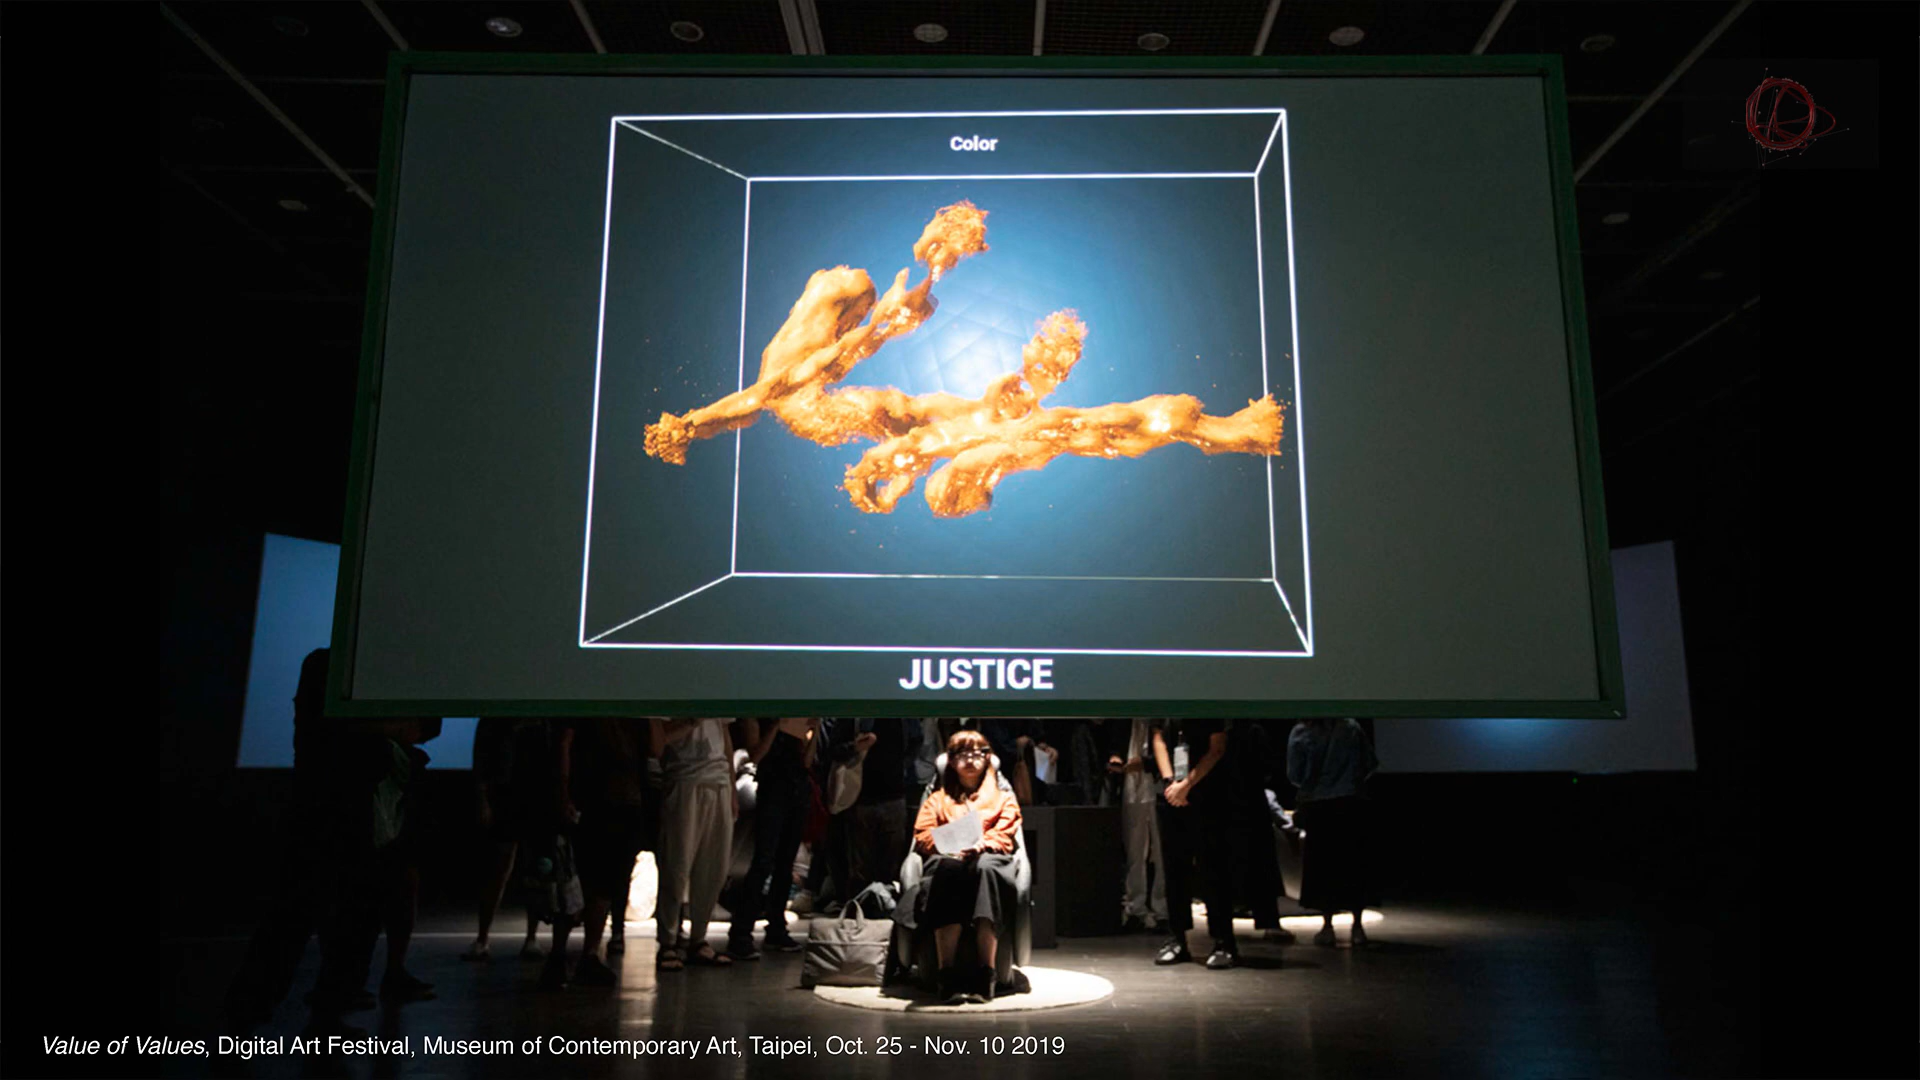 Color
JUSTICE
Value of Values, Digital Art Festival, Museum of Contemporary Art, Taipei, Oct. 25 - Nov. 10 2019